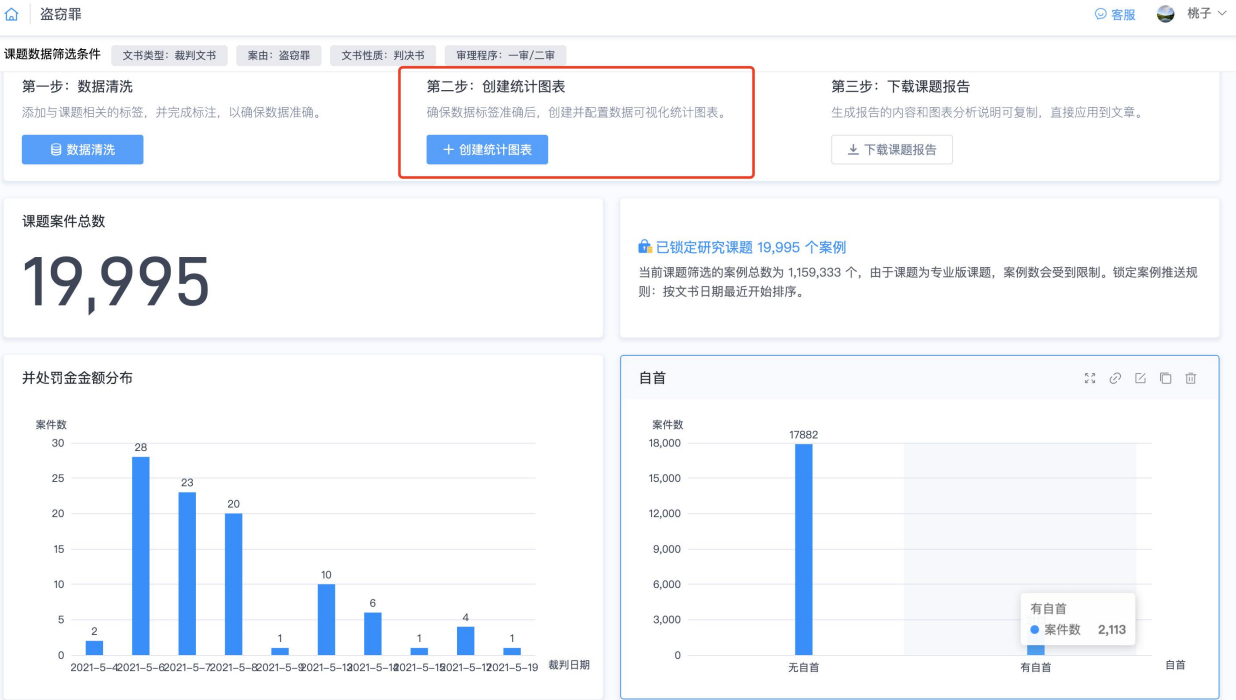 盗窃罪
客服
桃子
课题数据筛选条件
文书类型：裁判文书
案由：盗窃罪
文书性质：判决书
审理程序：一审/二审
第一步：数据清洗
添加与课题相关的标签，并完成标注，以确保数据准确。
数据清洗
第二步：创建统计图表
确保数据标签准确后，创建并配置数据可视化统计图表。
+ 创建统计图表
第三步：下载课题报告
生成报告的内容和图表分析说明可复制，直接应用到文章。
下载课题报告
课题案件总数
19,995
已锁定研究课题 19,995 个案例
当前课题筛选的案例总数为 1,159,333 个，由于课题为专业版课题，案例数会受到限制。锁定案例推送规
则：按文书日期最近开始排序。
并处罚金金额分布
案件数
30
25
20
15
10
5
0
2
28
23
20
1
10
6
1
4
1
2021-5-4
2021-5-6
2021-5-7
2021-5-8
2021-5-9
2021-5-19
裁判日期
自首
案件数
18,000
15,000
12,000
9,000
6,000
3,000
0
17882
有自首
案件数 2,113
无自首
有自首
自首